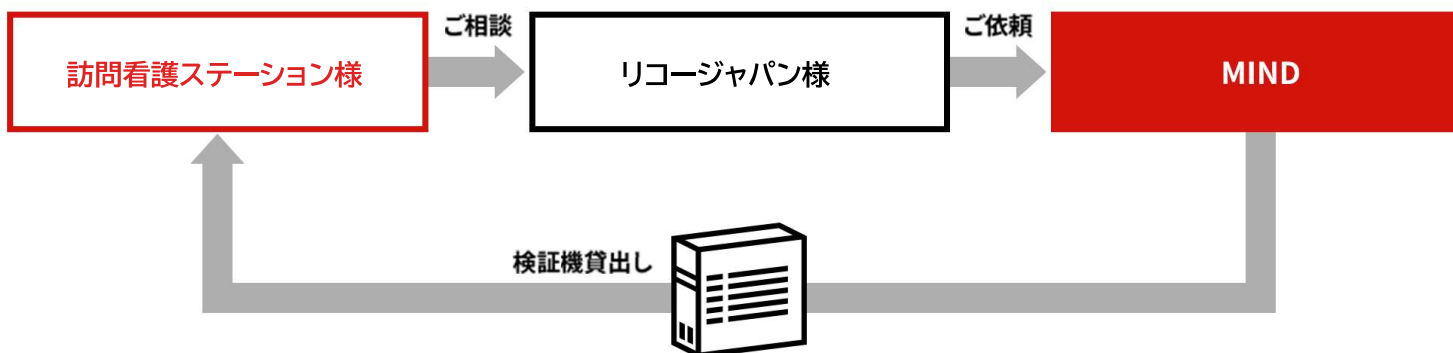 ご相談
ご依頼
訪問看護ステーション様
リコージャパン様
MIND
検証機貸出し